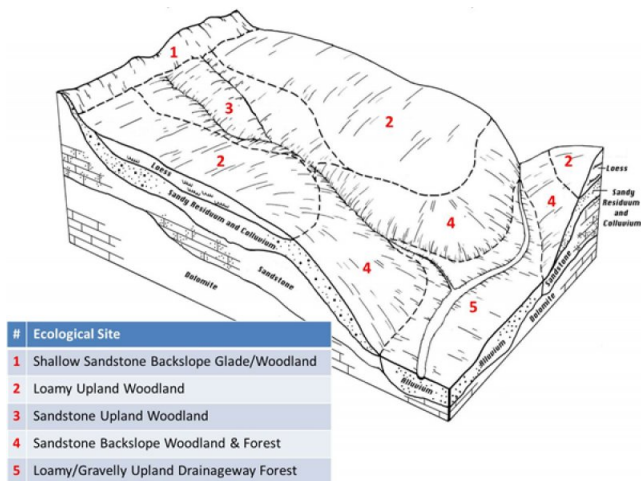 1
3
2
2
2
4
4
4
5
Loess
Sandy Residuum and Colluvium
Sandstone
Dolomite
Loess
Sandy
Residuum
and
Colluvium
Sandstone
Dolomite
Alluvium
Alluvium
# Ecological Site
1 Shallow Sandstone Backslope Glade/Woodland
2 Loamy Upland Woodland
3 Sandstone Upland Woodland
4 Sandstone Backslope Woodland & Forest
5 Loamy/Gravelly Upland Drainageway Forest